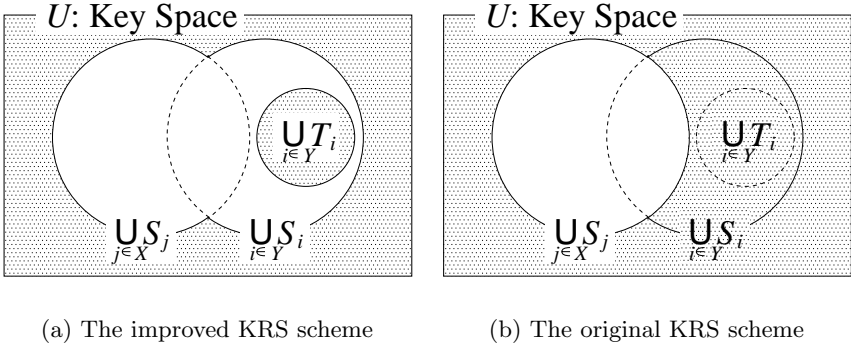 U: Key Space
⋃T_i
i∈Y
⋃S_j
j∈X
⋃S_i
i∈Y
(a) The improved KRS scheme
U: Key Space
⋃T_i
i∈Y
⋃S_j
j∈X
⋃S_i
i∈Y
(b) The original KRS scheme